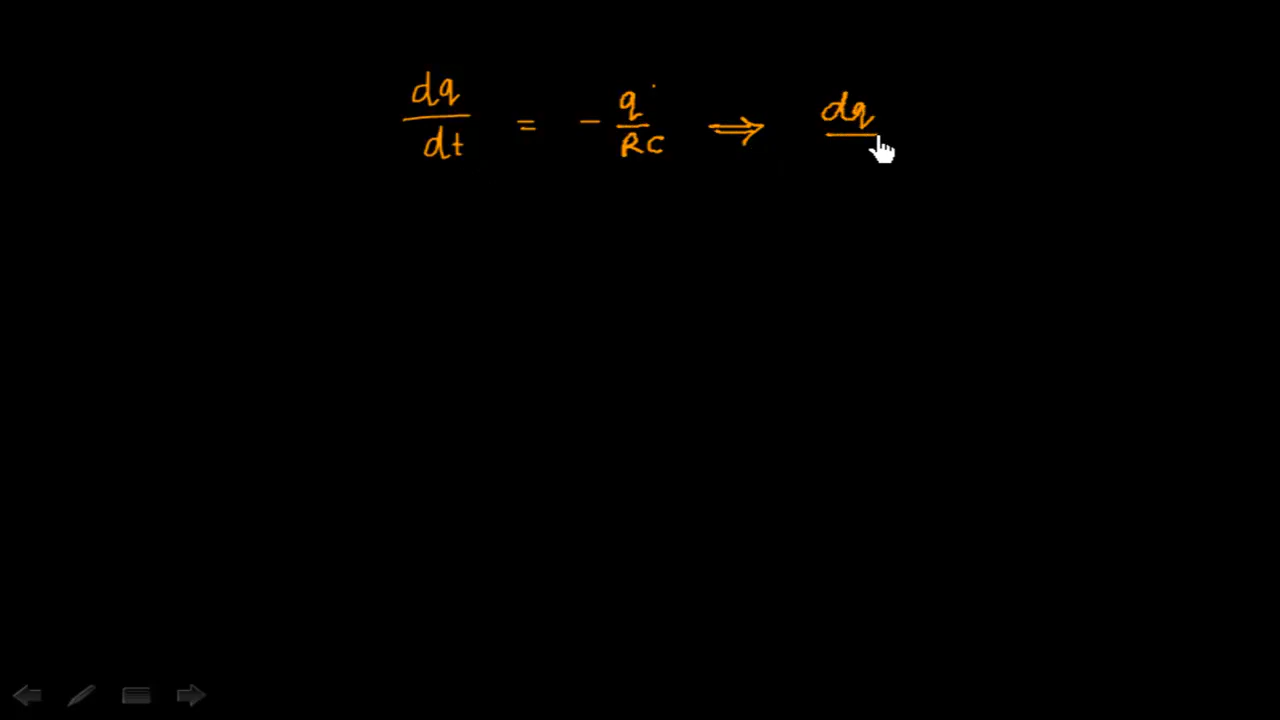 dq/dt = - q/RC ⟹ dq